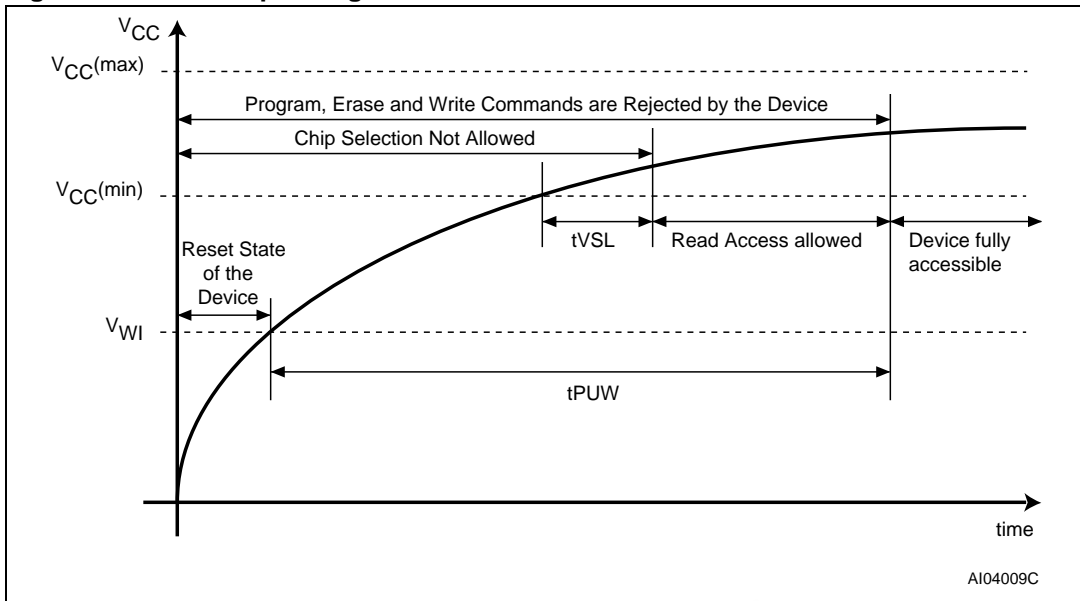 VCC
VCC(max)
Program, Erase and Write Commands are Rejected by the Device
Chip Selection Not Allowed
VCC(min)
tVSL
Read Access allowed
Device fully
accessible
Reset State
of the
Device
VWI
tPUW
time
AI04009C